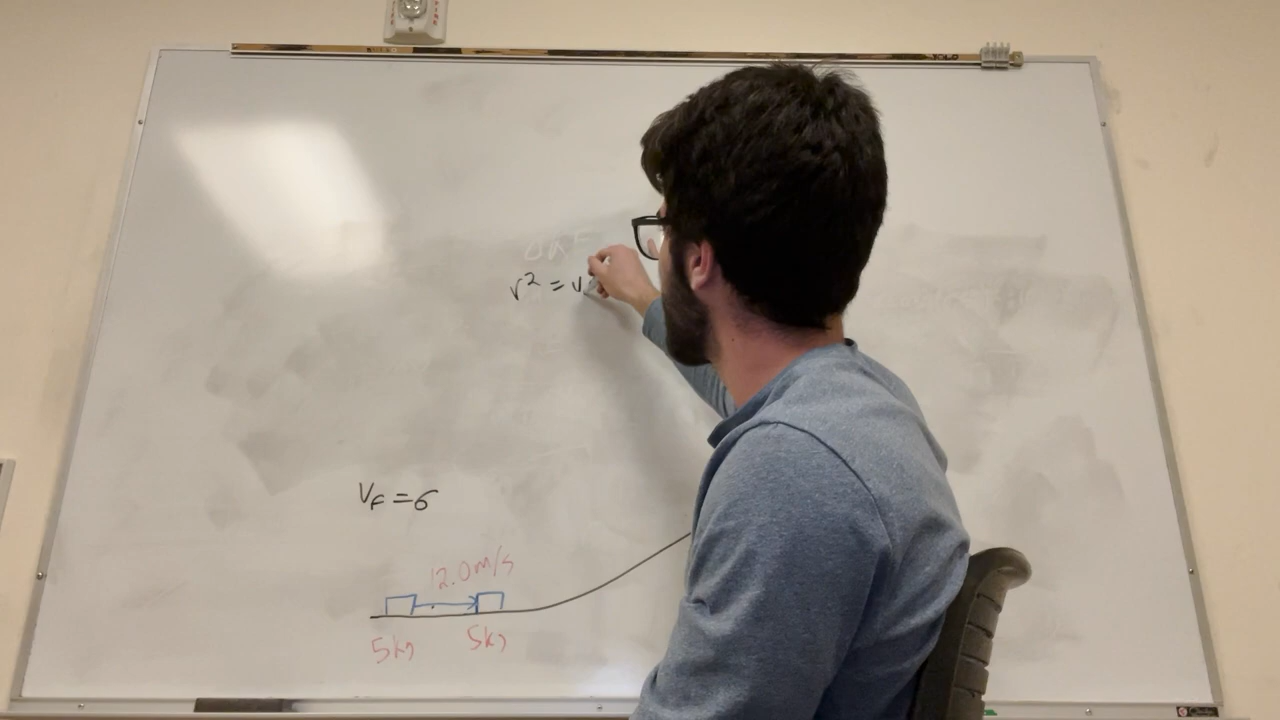 v² = v
v_F = 6
12.0 m/s
5kg 5kg